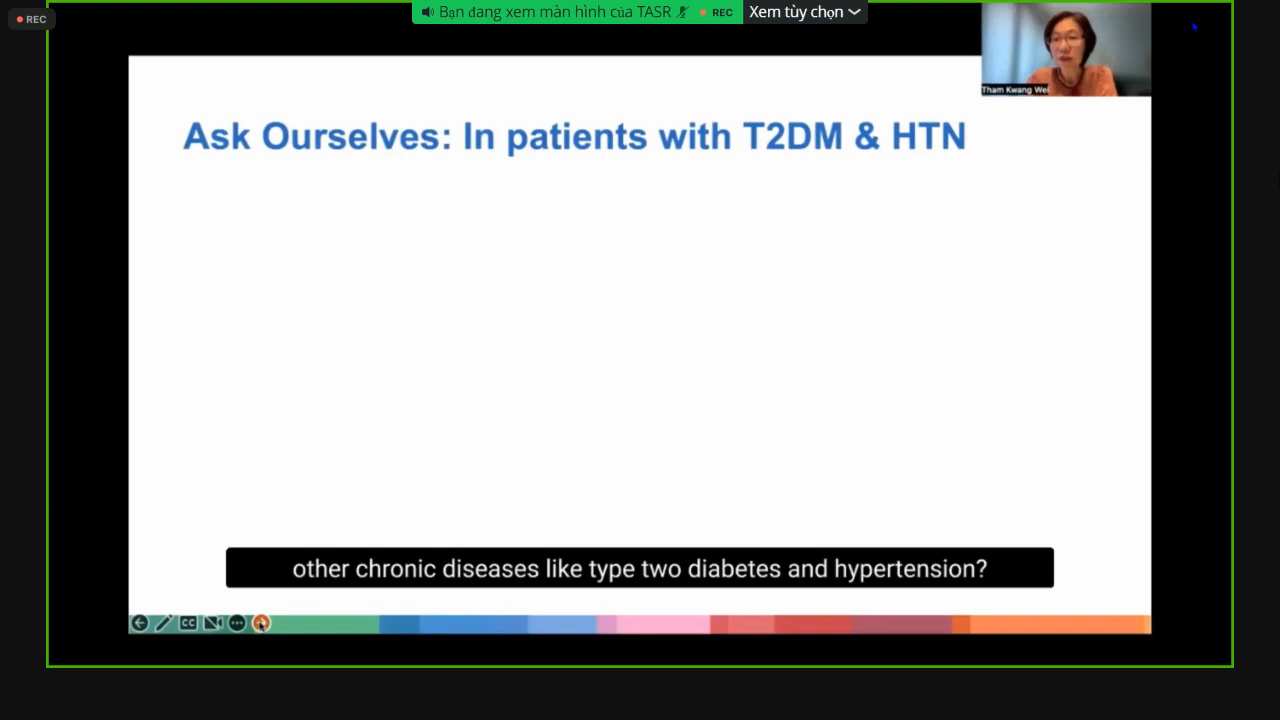 REC
Bạn đang xem màn hình của TASR
REC
Xem tùy chọn
Tham Kwang Wei
Ask Ourselves: In patients with T2DM & HTN
other chronic diseases like type two diabetes and hypertension?
CC